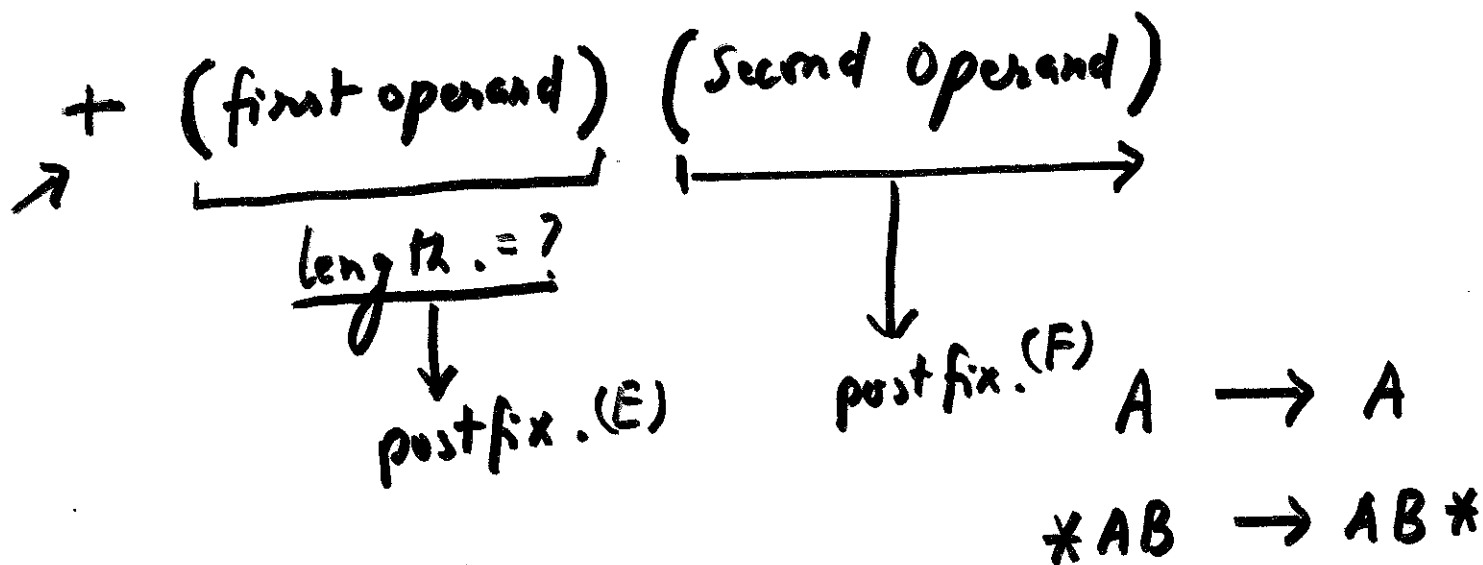 + (first operand) (second operand)
length .= ?
postfix.(E) postfix.(F)
A → A
*AB → AB*